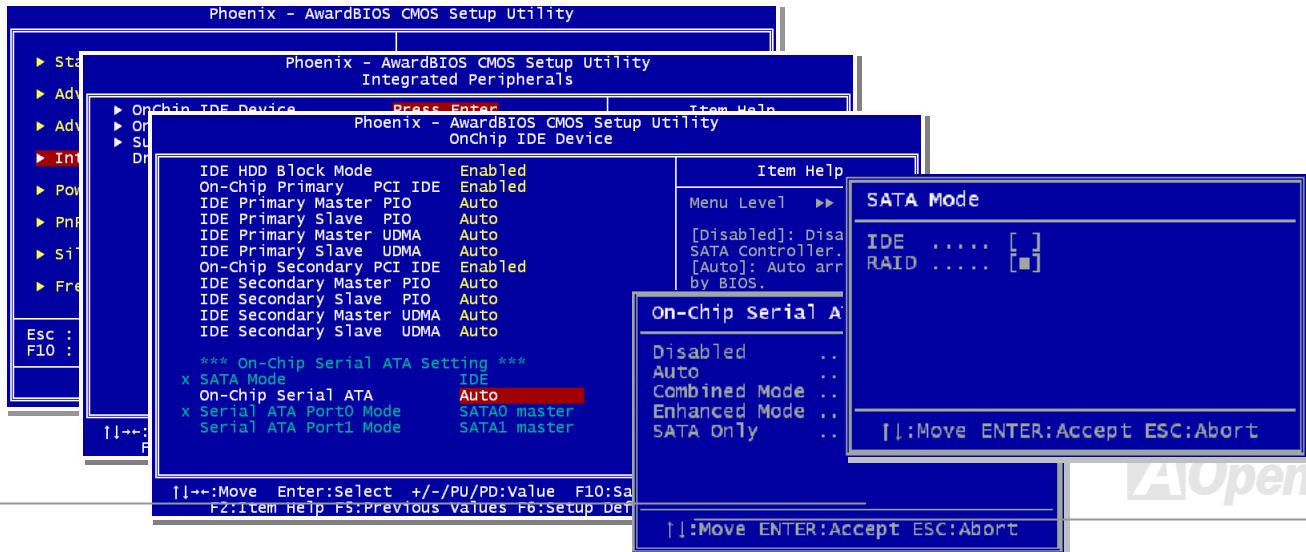 Phoenix - AwardBIOS CMOS Setup Utility
Phoenix - AwardBIOS CMOS Setup Utility
Integrated Peripherals
OnChip IDE Device Press Enter Item Help
Phoenix - AwardBIOS CMOS Setup Utility
OnChip IDE Device
IDE HDD Block Mode Enabled
On-Chip Primary PCI IDE Enabled
IDE Primary Master PIO Auto
IDE Primary Slave PIO Auto
IDE Primary Master UDMA Auto
IDE Primary Slave UDMA Auto
On-Chip Secondary PCI IDE Enabled
IDE Secondary Master PIO Auto
IDE Secondary Slave PIO Auto
IDE Secondary Master UDMA Auto
IDE Secondary Slave UDMA Auto
*** On-Chip Serial ATA Setting ***
x SATA Mode IDE
On-Chip Serial ATA Auto
x Serial ATA Port0 Mode SATA0 master
Serial ATA Port1 Mode SATA1 master
Item Help
Menu Level ▸▸
[Disabled]: Disa
SATA Controller.
[Auto]: Auto arr
by BIOS.
↑↓→←:Move Enter:Select +/-/PU/PD:Value F10:Sa
F2:Item Help F5:Previous Values F6:Setup Def
Sta
Adv
Adv
Int
Pow
PnP
Sil
Fre
Esc :
F10 :
On-Chip Serial A
Disabled ..
Auto ..
Combined Mode ..
Enhanced Mode ..
SATA Only ..
↑↓:Move ENTER:Accept ESC:Abort
SATA Mode
IDE ..... [ ]
RAID ..... [■]
↑↓:Move ENTER:Accept ESC:Abort
AOpen